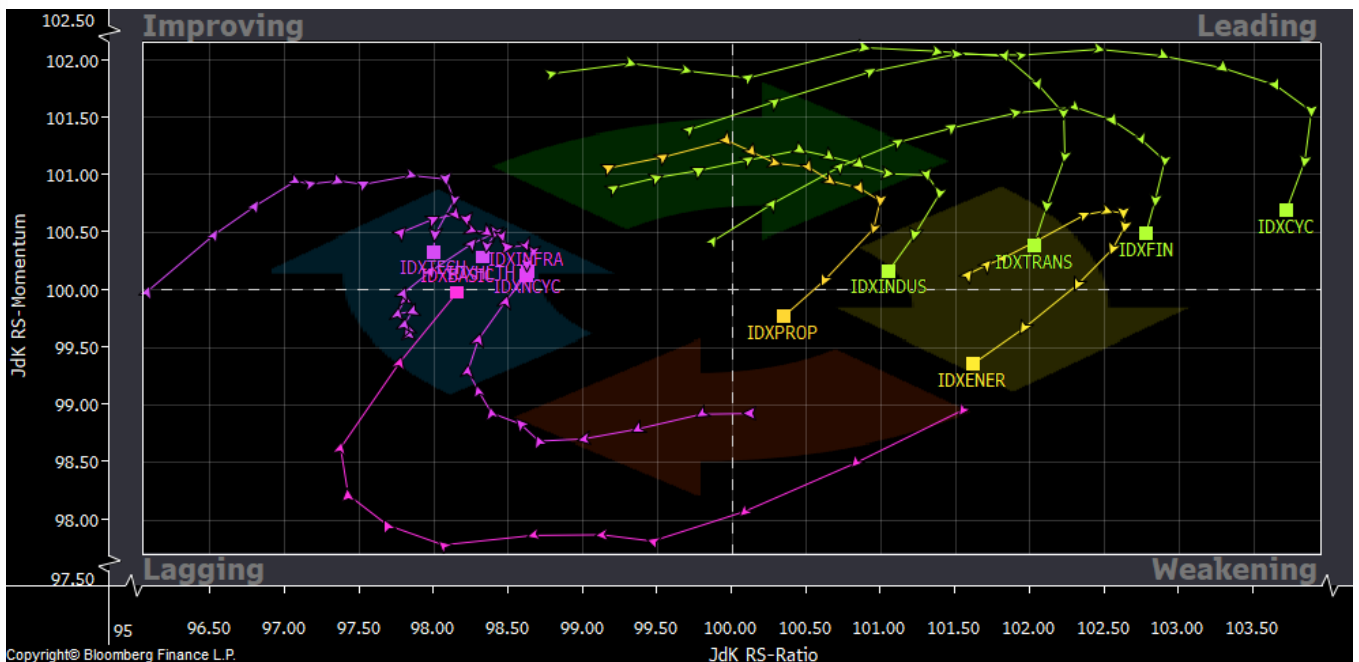 102.50
Improving
Leading
102.00
101.50
101.00
100.50
100.00
99.50
99.00
98.50
98.00
97.50
JdK RS-Momentum
IDXCYC
IDXFIN
IDXTRANS
IDXINDUS
IDXINFRA
IDXTECH
IDXBASIC
IDXNCYC
IDXPROP
IDXENER
Lagging
Weakening
95
96.50
97.00
97.50
98.00
98.50
99.00
99.50
100.00
100.50
101.00
101.50
102.00
102.50
103.00
103.50
Copyright© Bloomberg Finance L.P.
JdK RS-Ratio